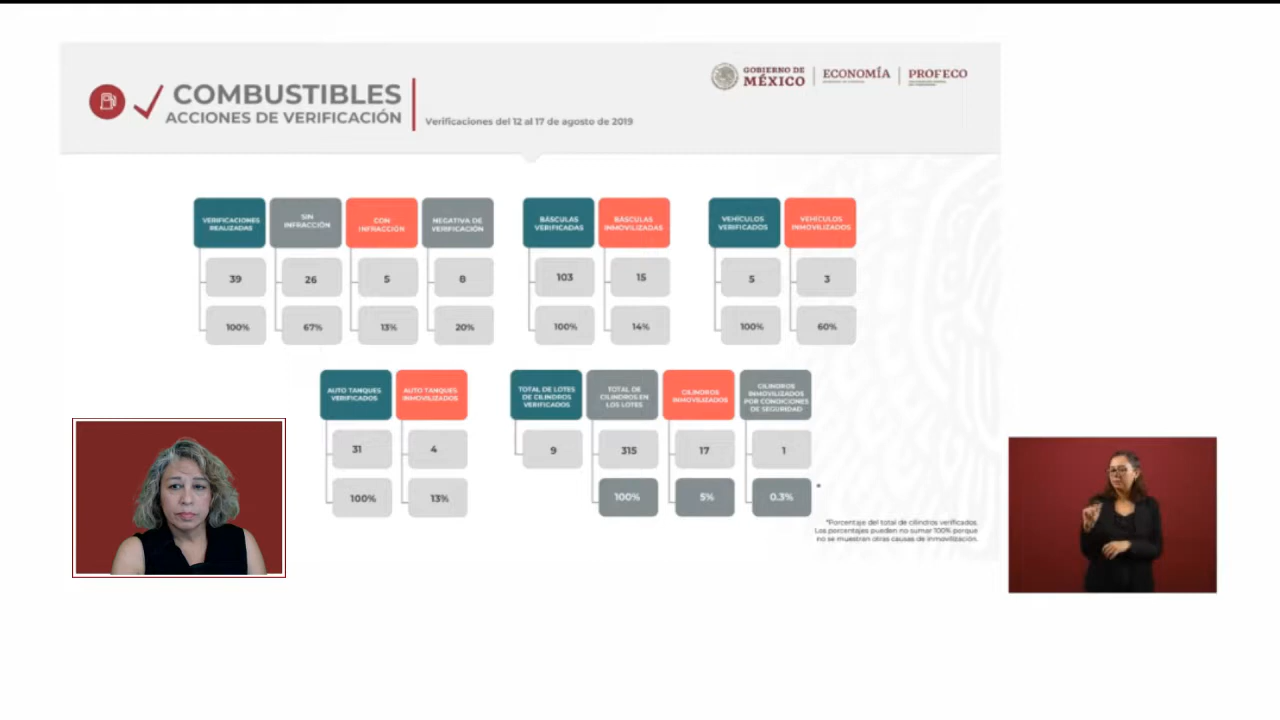 COMBUSTIBLES
ACCIONES DE VERIFICACIÓN
Verificaciones del 12 al 17 de agosto de 2019
GOBIERNO DE
MÉXICO
ECONOMÍA
PROFECO
VERIFICACIONES
REALIZADAS
39
100%
SIN
INFRACCIÓN
26
67%
CON
INFRACCIÓN
5
13%
NEGATIVA DE
VERIFICACIÓN
8
20%
BÁSCULAS
VERIFICADAS
103
100%
BÁSCULAS
INMOVILIZADAS
15
14%
VEHÍCULOS
VERIFICADOS
5
100%
VEHÍCULOS
INMOVILIZADOS
3
60%
AUTO TANQUES
VERIFICADOS
31
100%
AUTO TANQUES
INMOVILIZADOS
4
13%
TOTAL DE LOTES
DE CILINDROS
VERIFICADOS
9
TOTAL DE
CILINDROS EN
LOS LOTES
315
100%
CILINDROS
INMOVILIZADOS
17
5%
CILINDROS
INMOVILIZADOS
POR CONDICIONES
DE SEGURIDAD
1
0.3%
*
*Porcentaje del total de cilindros verificados.
Los porcentajes pueden no sumar 100% porque
no se muestran otras causas de inmovilización.